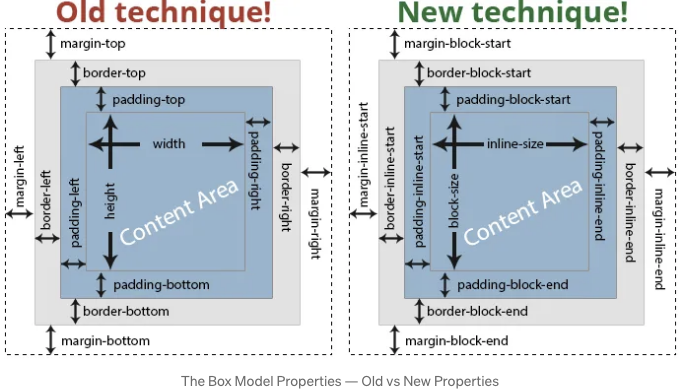 Old technique!
margin-top
border-top
padding-top
width
height
Content Area
margin-left
border-left
padding-left
padding-right
border-right
margin-right
padding-bottom
border-bottom
margin-bottom
New technique!
margin-block-start
border-block-start
padding-block-start
inline-size
block-size
Content Area
margin-inline-start
border-inline-start
padding-inline-start
padding-inline-end
border-inline-end
margin-inline-end
padding-block-end
border-block-end
margin-block-end
The Box Model Properties — Old vs New Properties